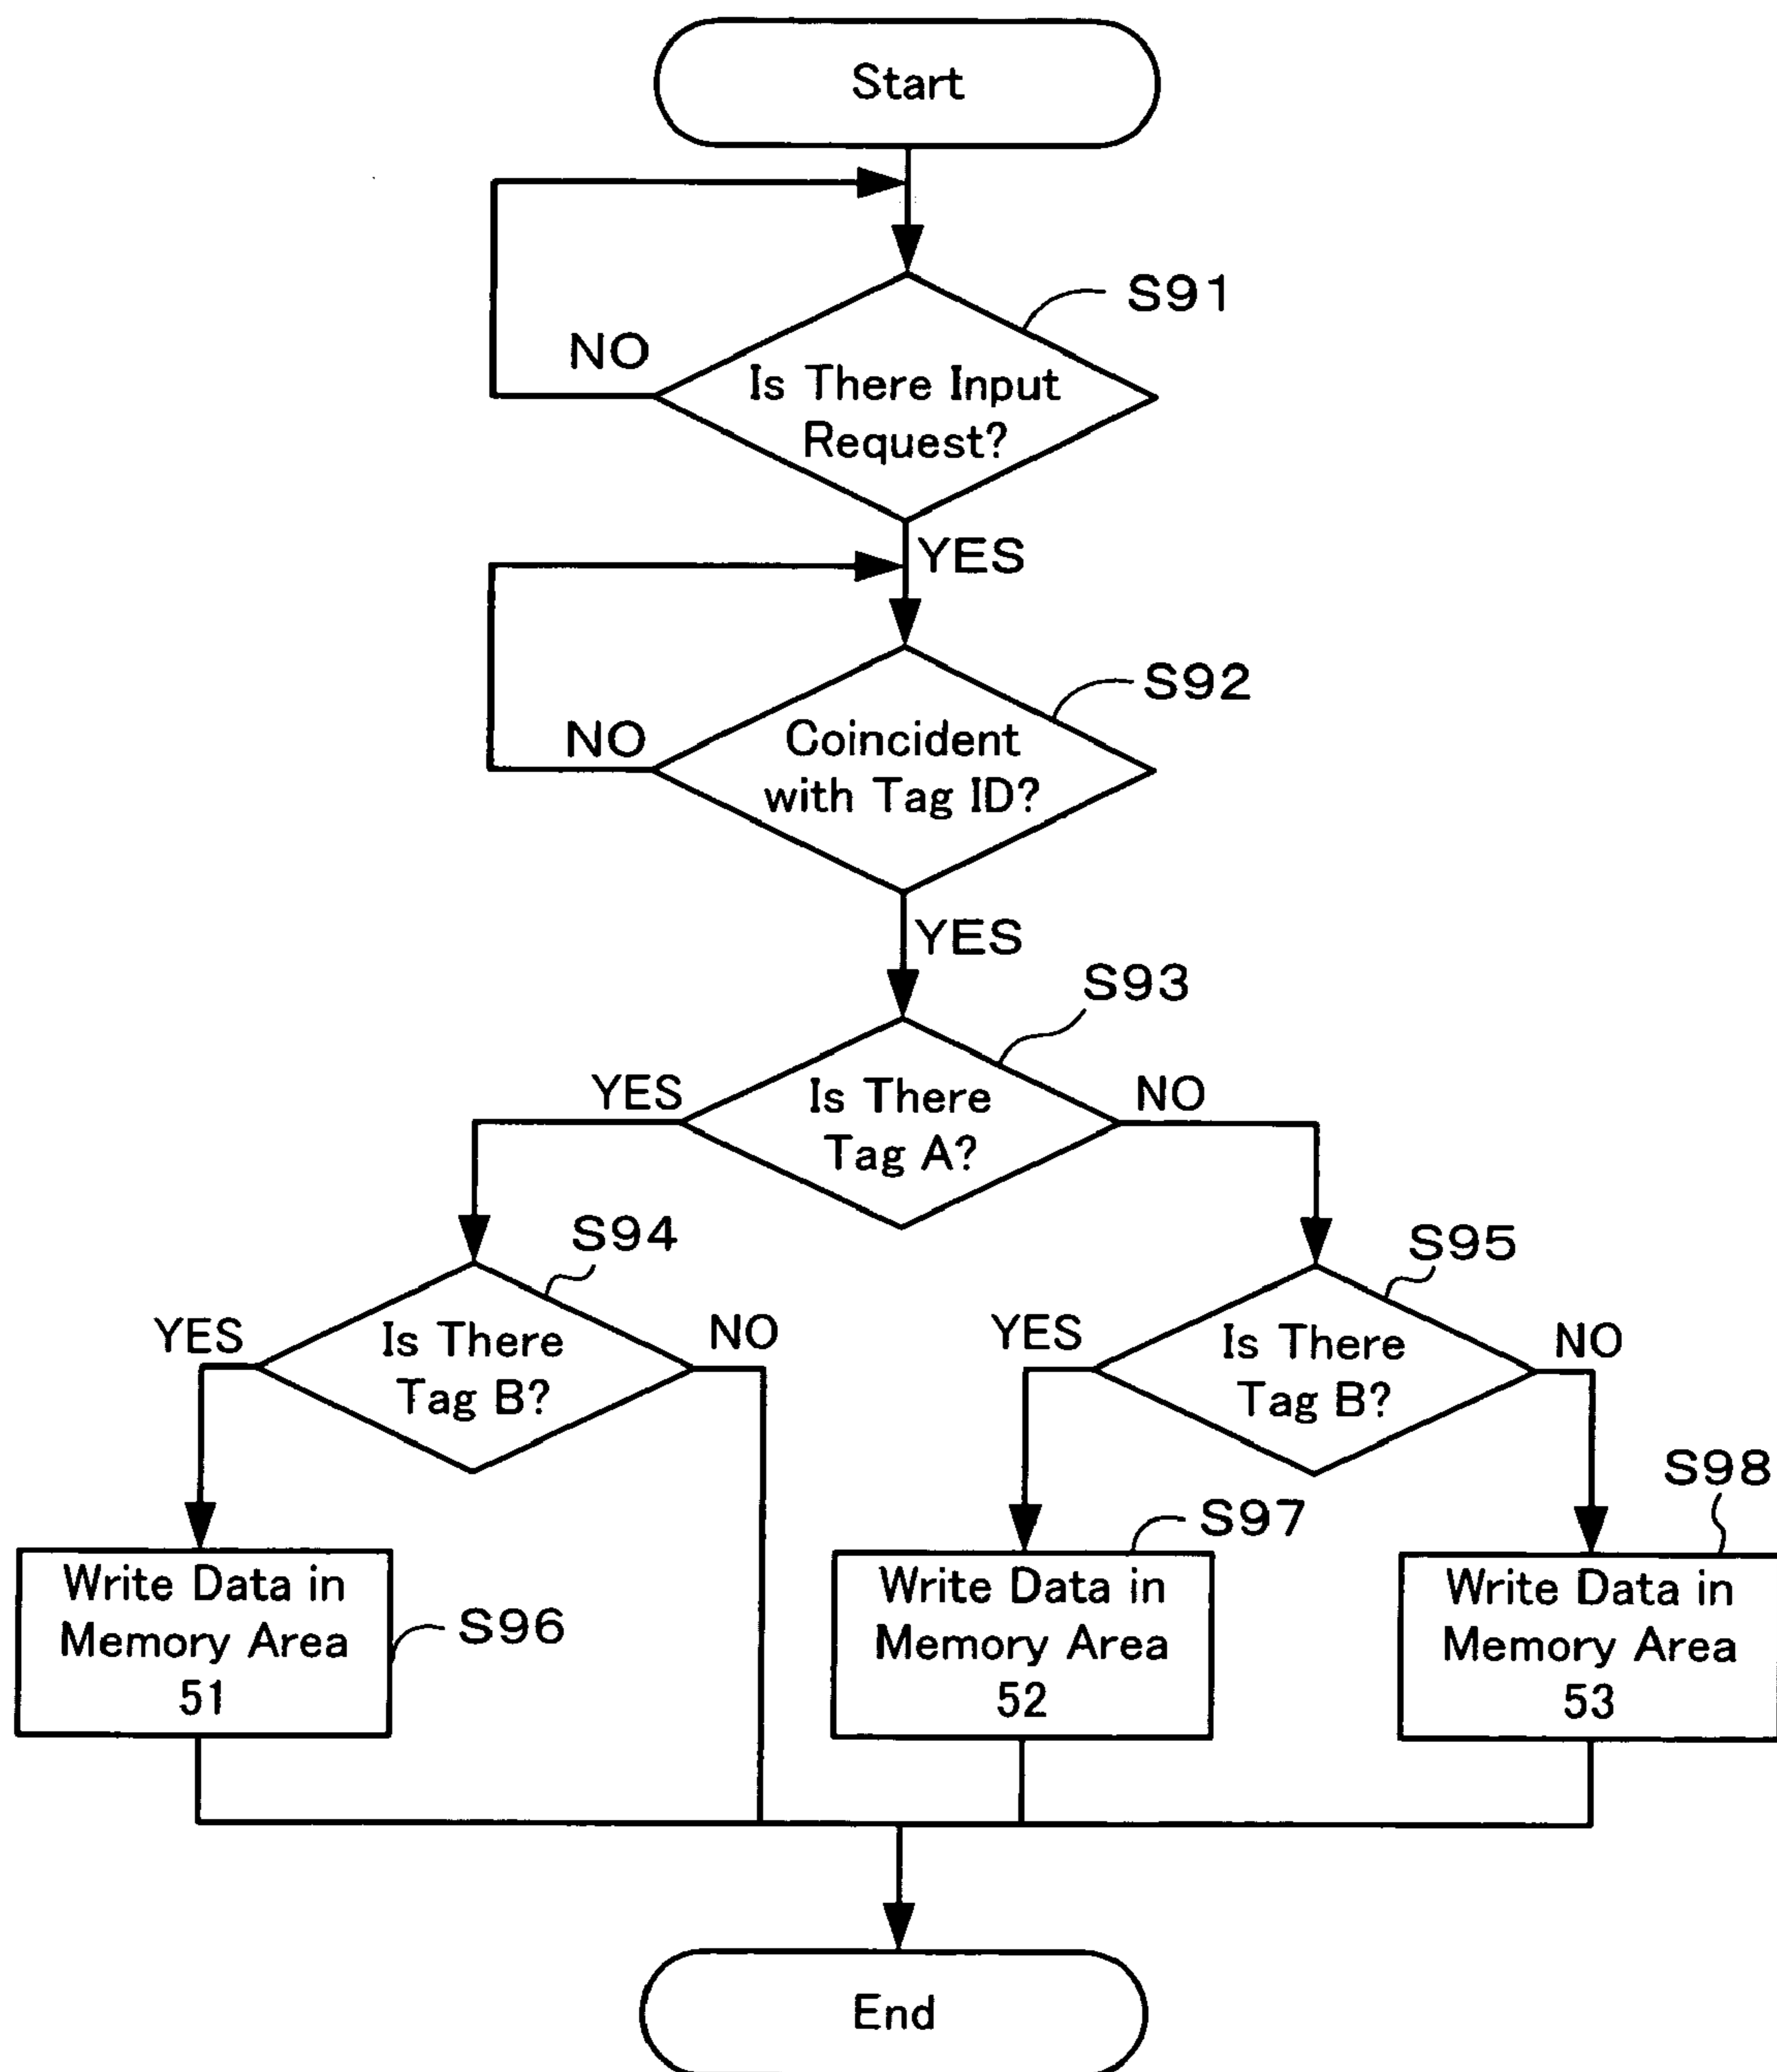 Start
S91
NO
Is There Input
Request?
YES
S92
NO
Coincident
with Tag ID?
YES
S93
YES
Is There
Tag A?
NO
S94
S95
YES
Is There
Tag B?
NO
YES
Is There
Tag B?
NO
S98
S97
Write Data in
Memory Area
51
S96
Write Data in
Memory Area
52
Write Data in
Memory Area
53
End